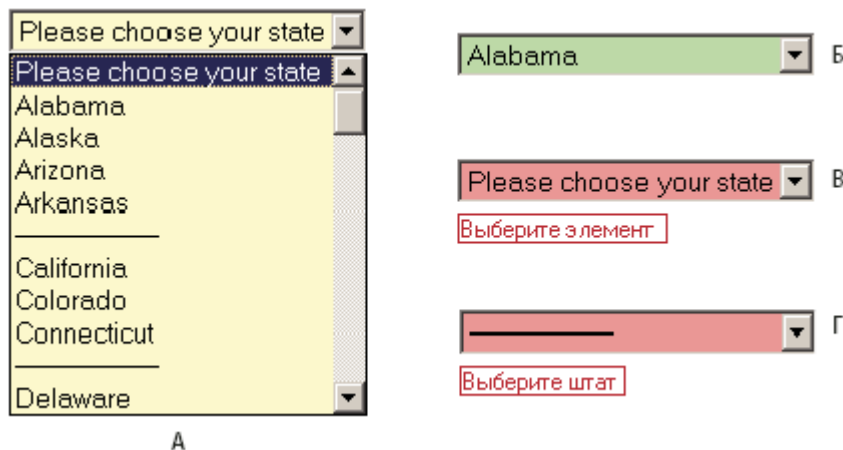 Please choose your state
Please choose your state
Alabama
Alaska
Arizona
Arkansas
California
Colorado
Connecticut
Delaware
А
Alabama
Б
Please choose your state
В
Выберите элемент
Г
Выберите штат